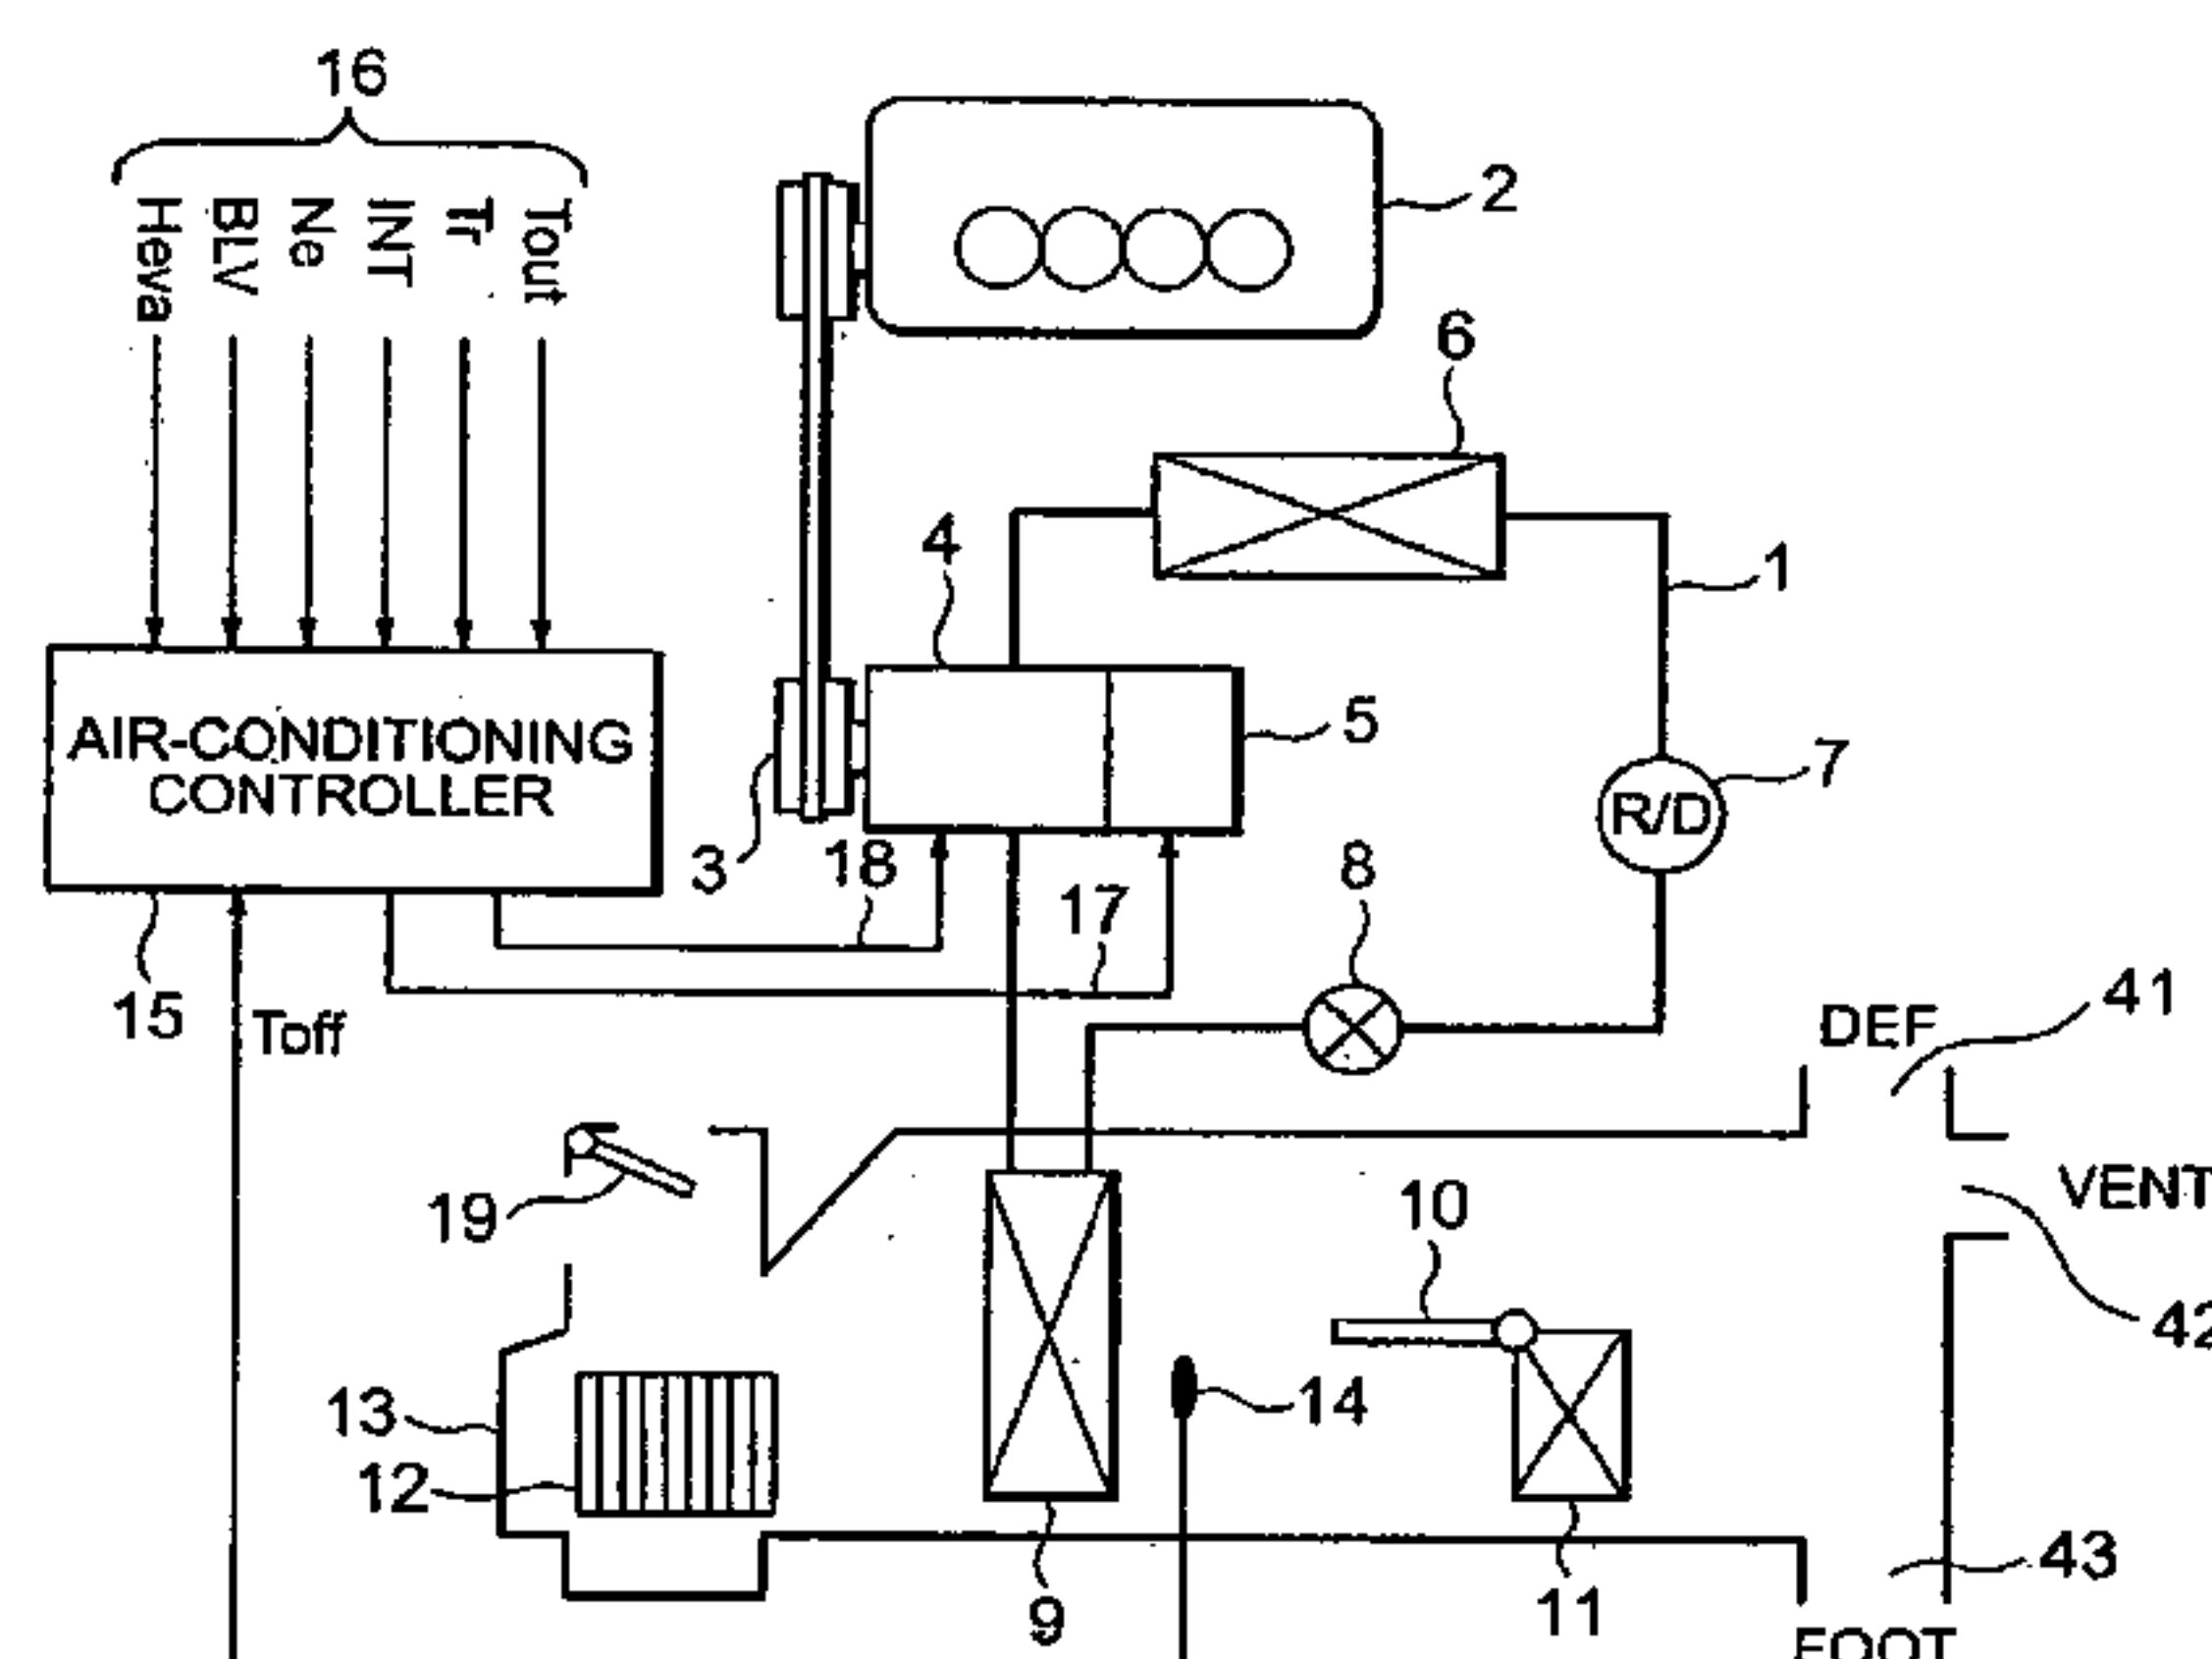 16
Heva
BLV
Ne
INT
Tr
Tout
2
6
4
1
AIR-CONDITIONING
CONTROLLER
5
7
R/D
3
18
17
8
15
Toff
DEF
41
19
VENT
10
42
13
14
12
9
11
43
FOOT